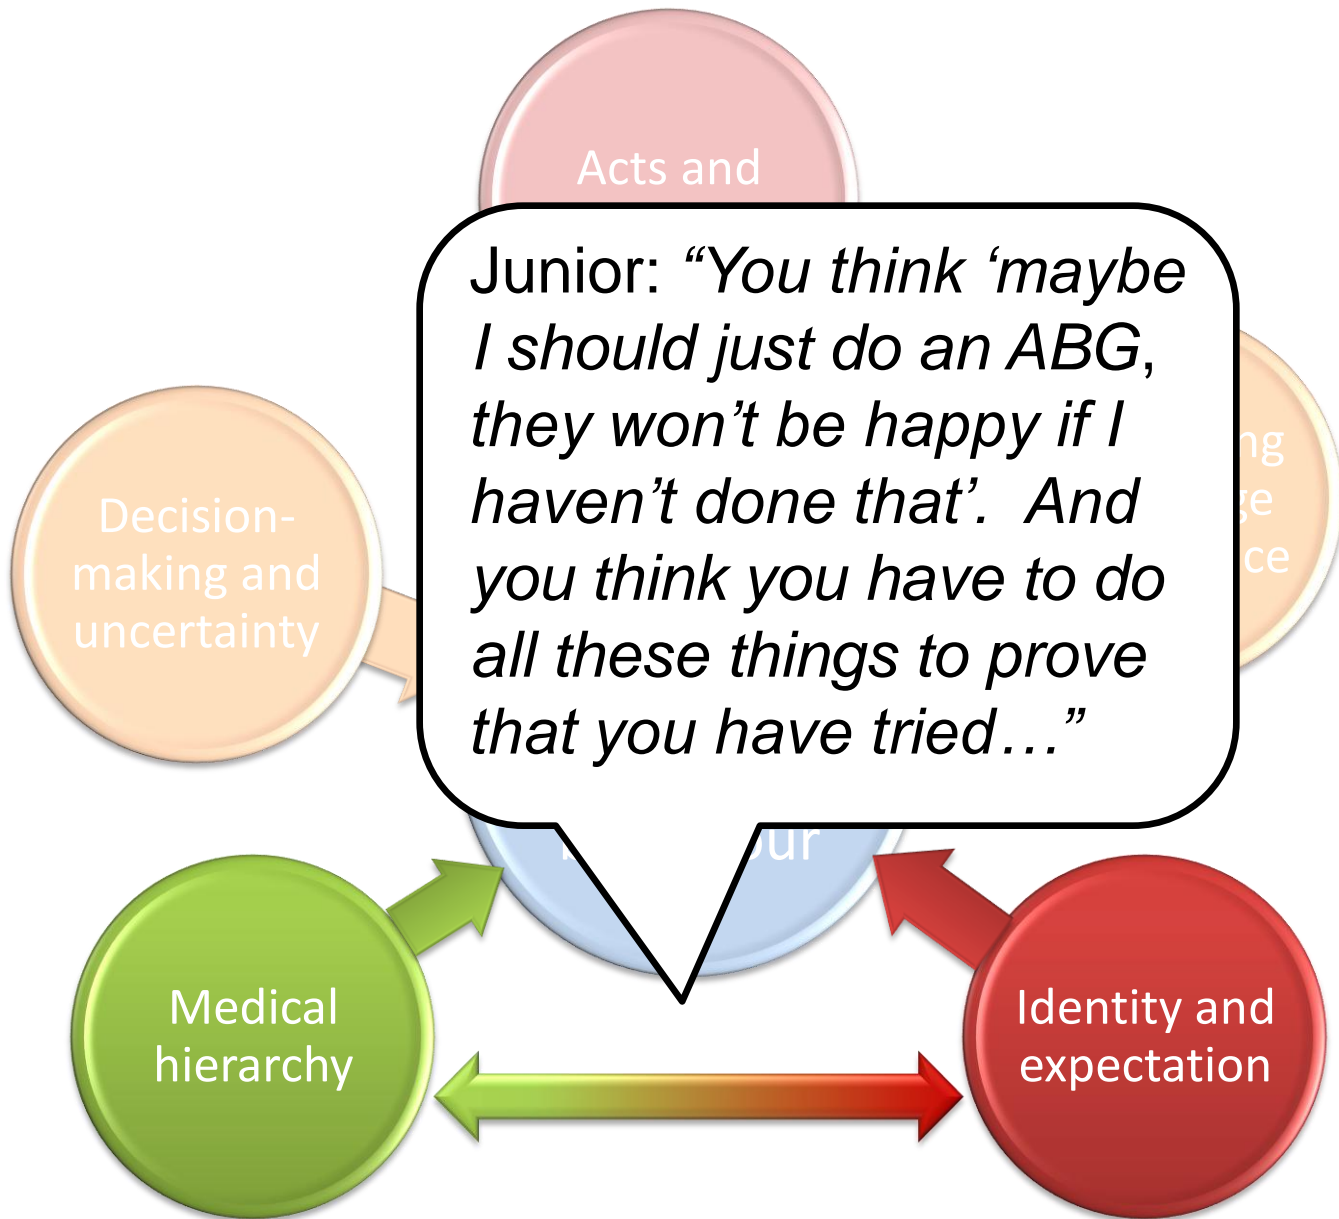 Acts and
Junior: “You think ‘maybe
I should just do an ABG,
they won’t be happy if I
haven’t done that’. And
you think you have to do
all these things to prove
that you have tried…”
Decision-
making and
uncertainty
Medical
hierarchy
Identity and
expectation